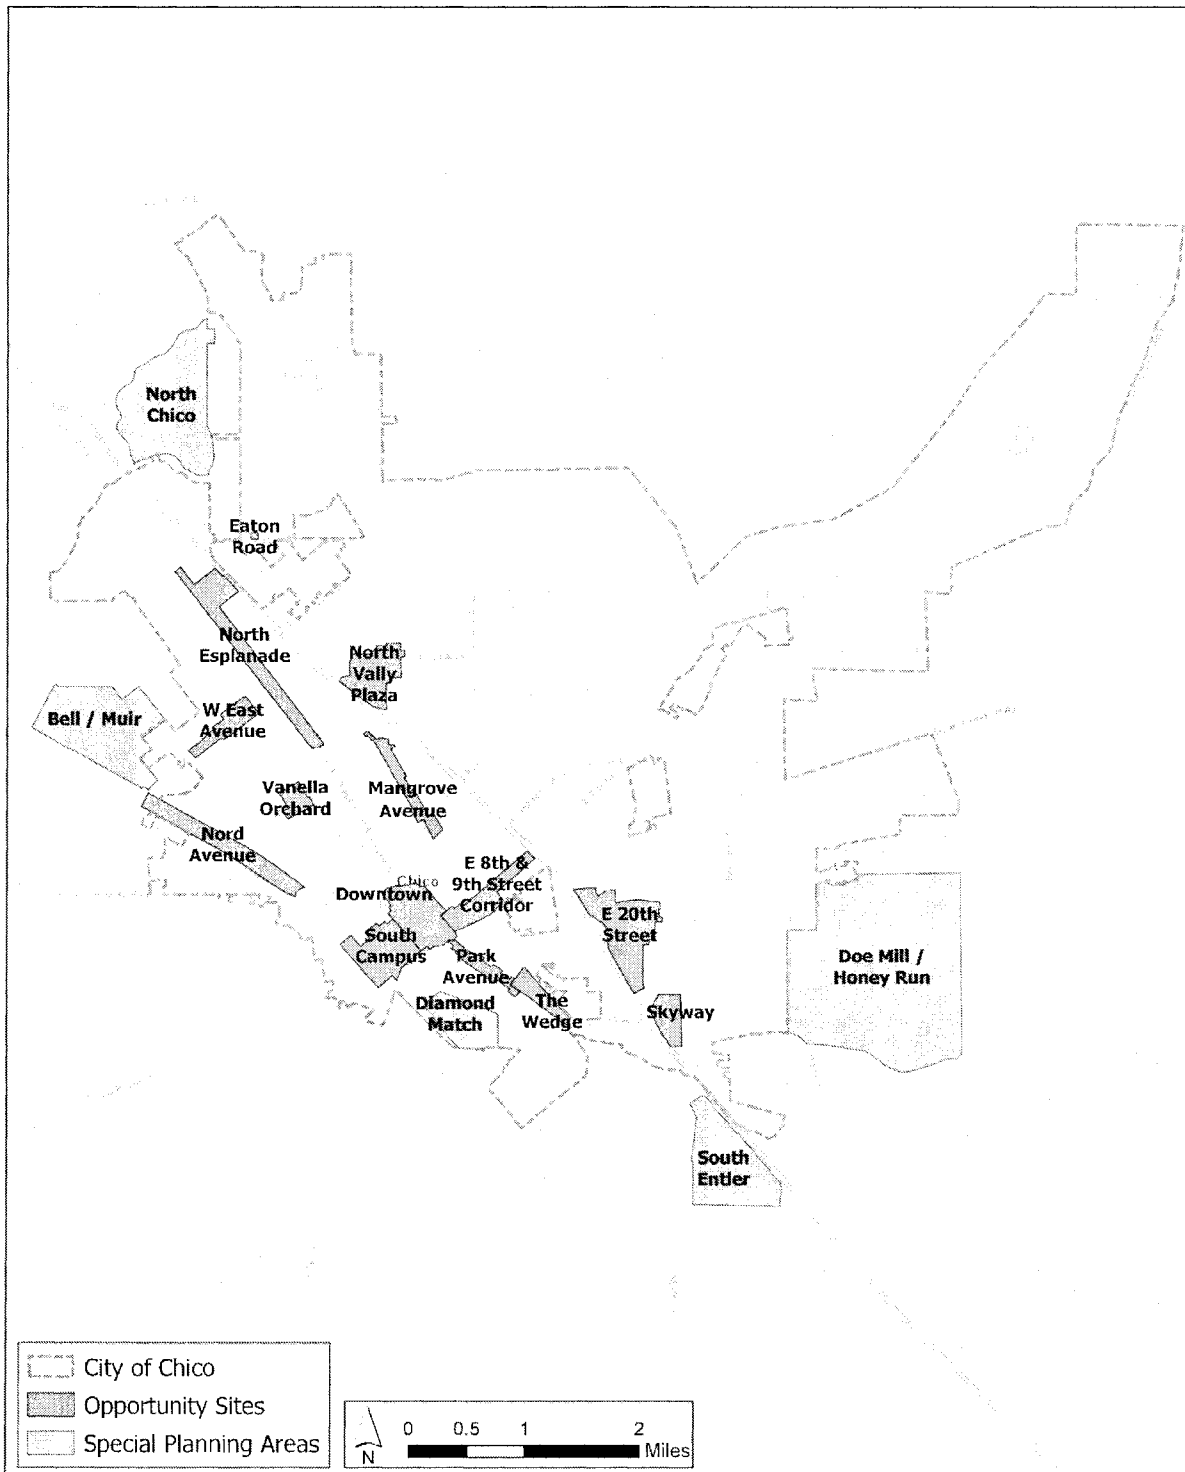 North
Chico
Eaton
Road
North
Esplanade
North
Vally
Plaza
Bell / Muir
W East
Avenue
Vanella
Orchard
Mangrove
Avenue
Nord
Avenue
E 8th &
9th Street
Corridor
Chico
Downtown
South
Campus
E 20th
Street
Park
Avenue
Doe Mill /
Honey Run
Diamond
Match
The
Wedge
Skyway
South
Entler
City of Chico
Opportunity Sites
Special Planning Areas
N
0 0.5 1 2
Miles